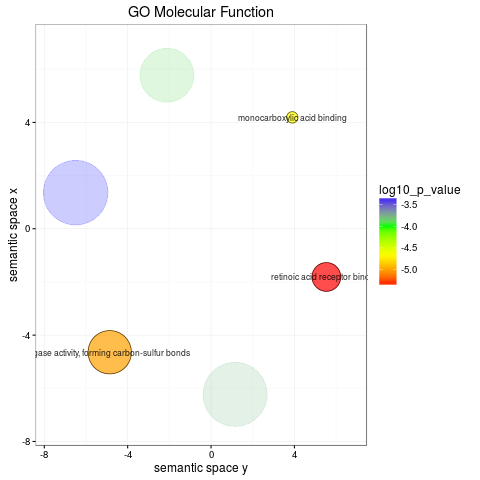 GO Molecular Function
monocarboxylic acid binding
retinoic acid receptor bind
gase activity, forming carbon-sulfur bonds
semantic space x
4
0
-4
-8
-8
-4
0
4
semantic space y
log10_p_value
-3.5
-4.0
-4.5
-5.0